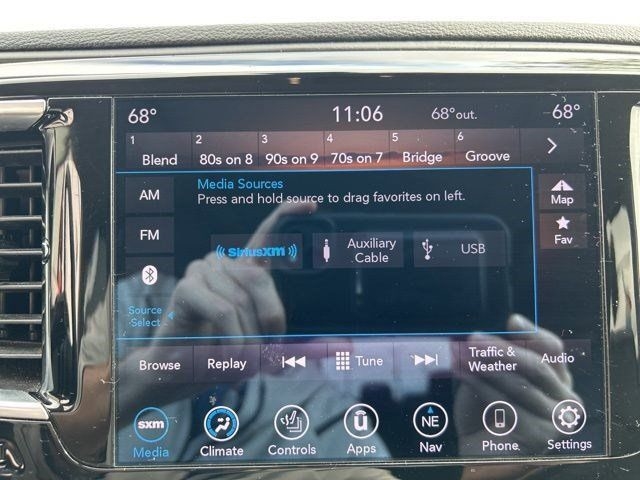 68° 11:06 68°out. 68°
1 2 3 4 5 6
Blend 80s on 8 90s on 9 70s on 7 Bridge Groove
AM
FM
Media Sources
Press and hold source to drag favorites on left.
SiriusXM
Auxiliary
Cable
USB
Source
Select
Map
Fav
Browse Replay Tune Traffic & Audio
Weather
sxm NE
Media Climate Controls Apps Nav Phone Settings